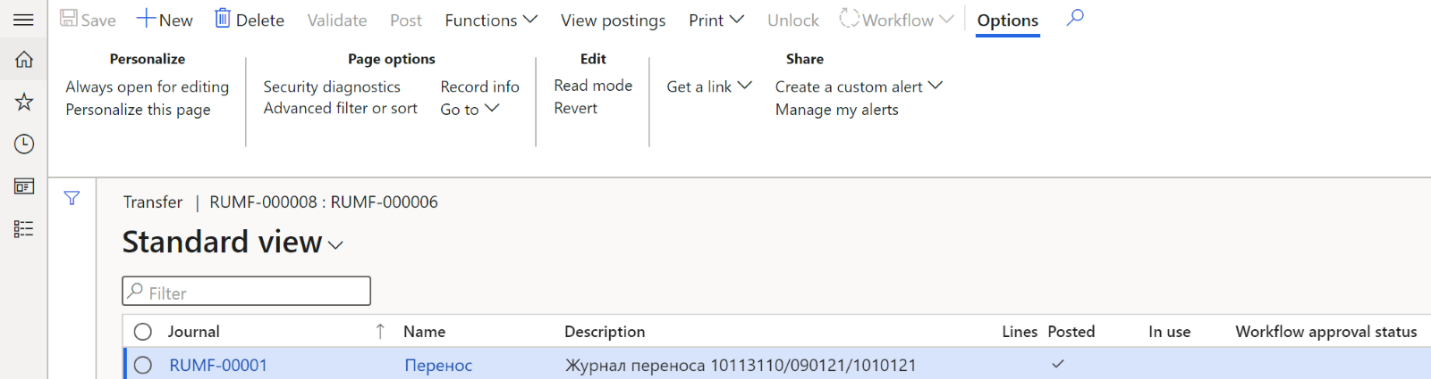 Save New Delete Validate Post Functions View postings Print Unlock Workflow Options
Personalize Page options Edit Share
Always open for editing Security diagnostics Record info Read mode Get a link Create a custom alert
Personalize this page Advanced filter or sort Go to Revert Manage my alerts
Transfer | RUMF-000008 : RUMF-000006
Standard view
Filter
Journal Name Description Lines Posted In use Workflow approval status
RUMF-00001 Перенос Журнал переноса 10113110/090121/1010121